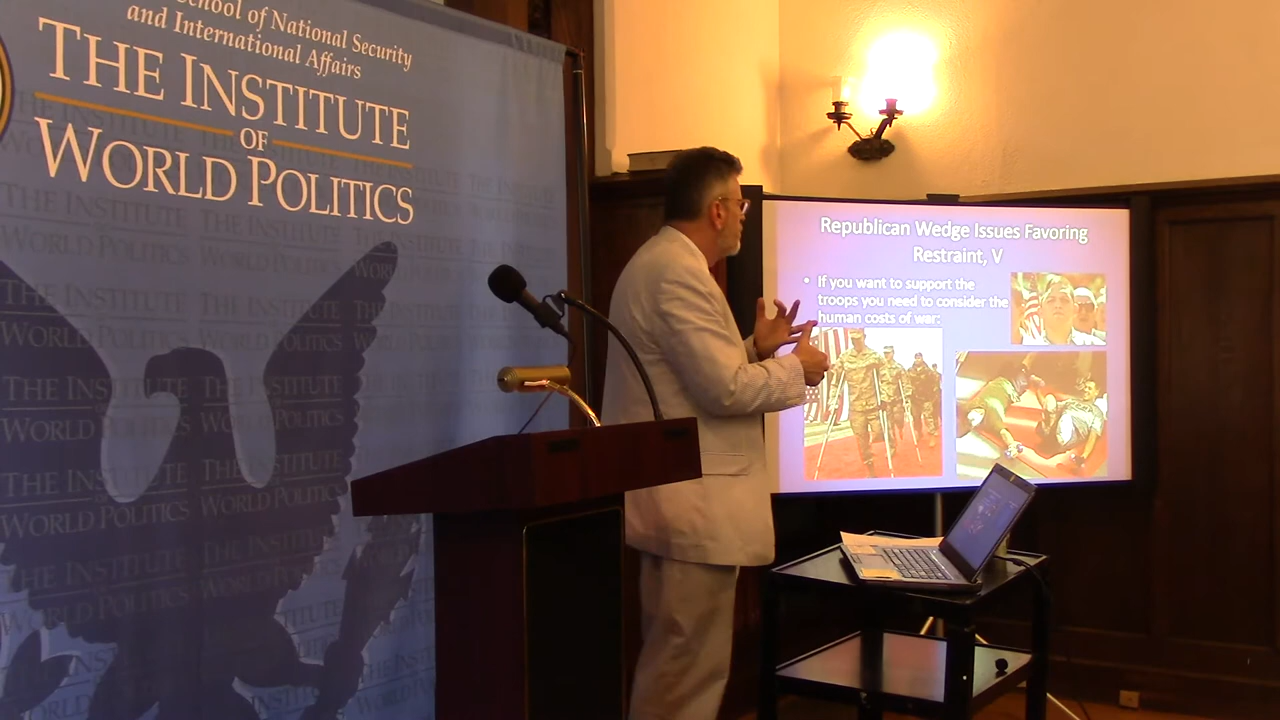 School of National Security
and International Affairs
THE INSTITUTE
OF
WORLD POLITICS
Republican Wedge Issues Favoring
Restraint, V
• If you want to support the
troops you need to consider the
human costs of war: